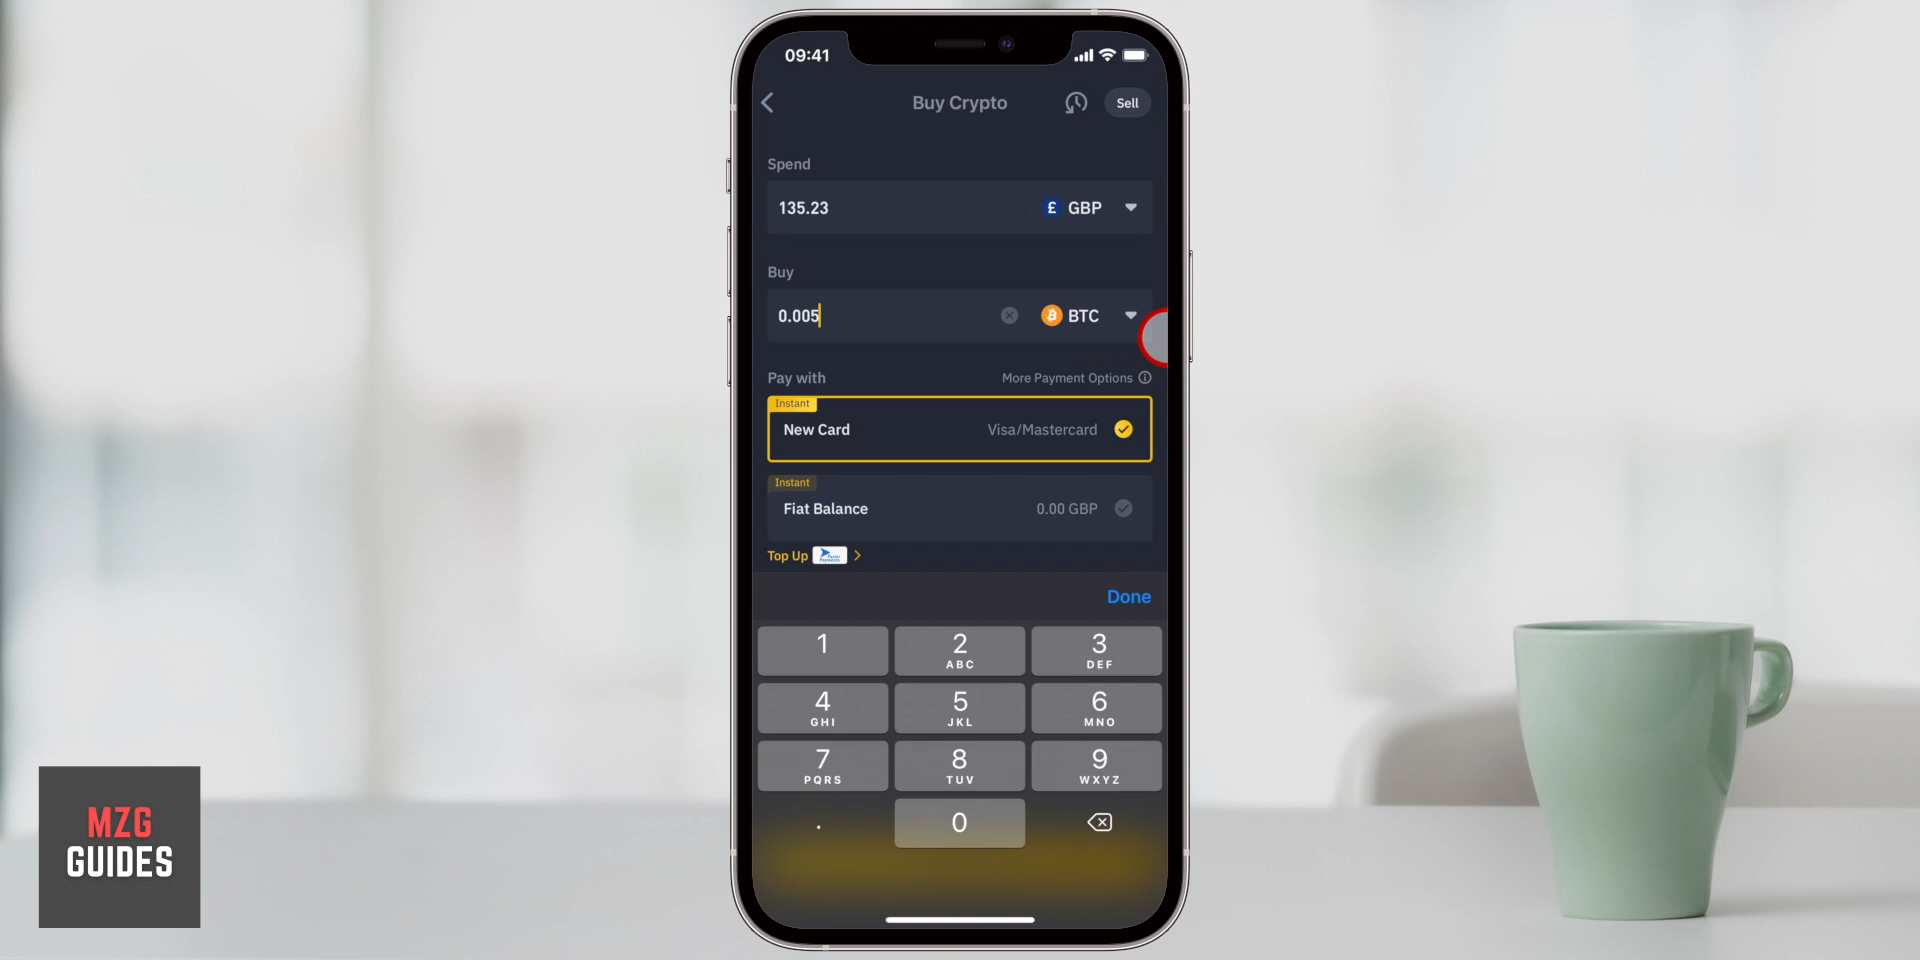 09:41
Buy Crypto
Sell
Spend
135.23
£ GBP
Buy
0.005
BTC
Pay with
More Payment Options
Instant
New Card
Visa/Mastercard
Instant
Fiat Balance
0.00 GBP
Top Up
Done
1
2
ABC
3
DEF
4
GHI
5
JKL
6
MNO
7
PQRS
8
TUV
9
WXYZ
.
0
MZG
GUIDES